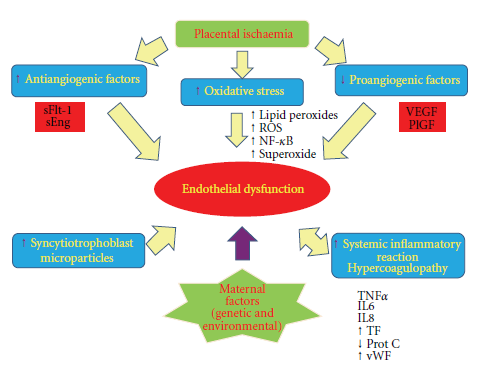 Placental ischaemia
↑ Antiangiogenic factors
↑ Oxidative stress
↓ Proangiogenic factors
sFlt-1
sEng
↑ Lipid peroxides
↑ ROS
↑ NF-κB
↑ Superoxide
VEGF
PlGF
Endothelial dysfunction
↑ Syncytiotrophoblast
microparticles
↑ Systemic inflammatory
reaction
Hypercoagulopathy
Maternal
factors
(genetic and
environmental)
TNFα
IL6
IL8
↑ TF
↓ Prot C
↑ vWF